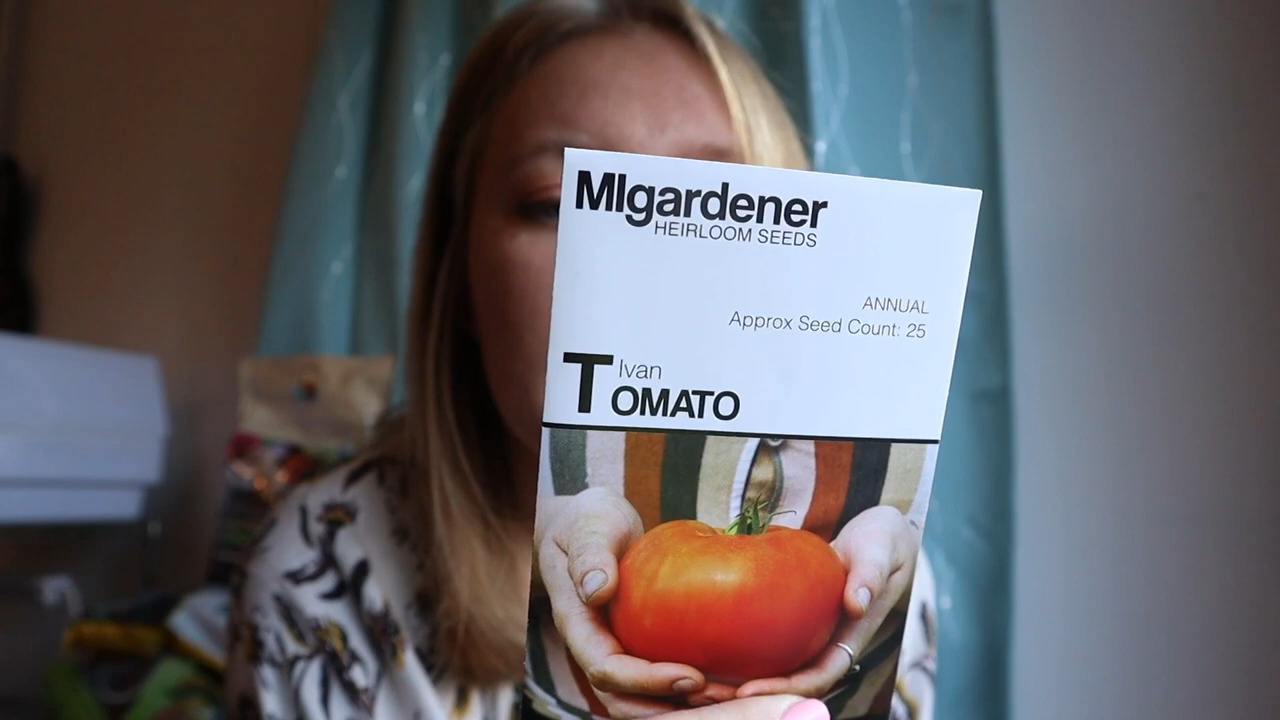 MIgardener
HEIRLOOM SEEDS
ANNUAL
Approx Seed Count: 25
Ivan
TOMATO